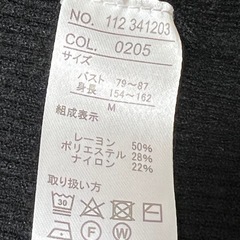 NO. 112 341203
COL. 0205
サイズ
バスト 79~87
身長 154~162
M
組成表示
レーヨン 50%
ポリエステル 28%
ナイロン 22%
取り扱い方
30